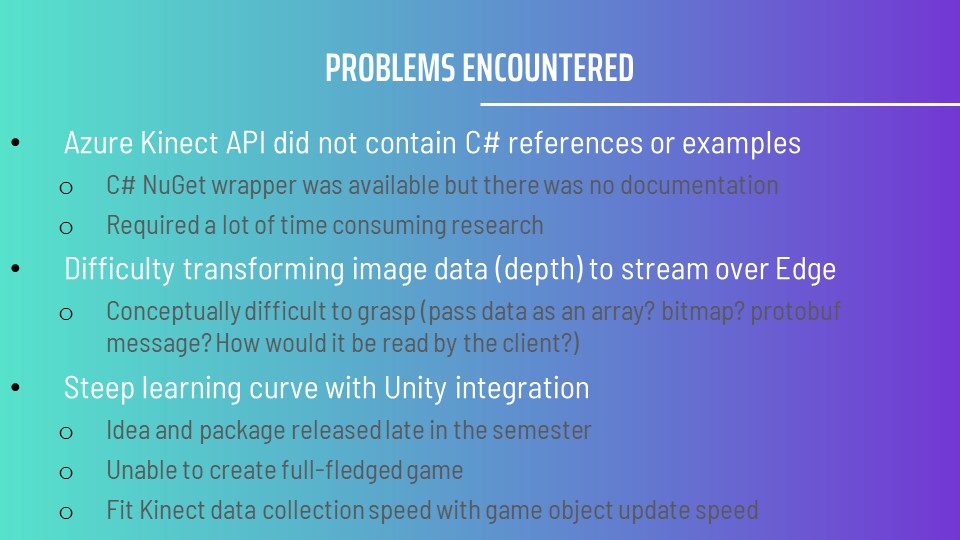 PROBLEMS ENCOUNTERED
• Azure Kinect API did not contain C# references or examples
o C# NuGet wrapper was available but there was no documentation
o Required a lot of time consuming research
• Difficulty transforming image data (depth) to stream over Edge
o Conceptually difficult to grasp (pass data as an array? bitmap? protobuf
message? How would it be read by the client?)
• Steep learning curve with Unity integration
o Idea and package released late in the semester
o Unable to create full-fledged game
o Fit Kinect data collection speed with game object update speed